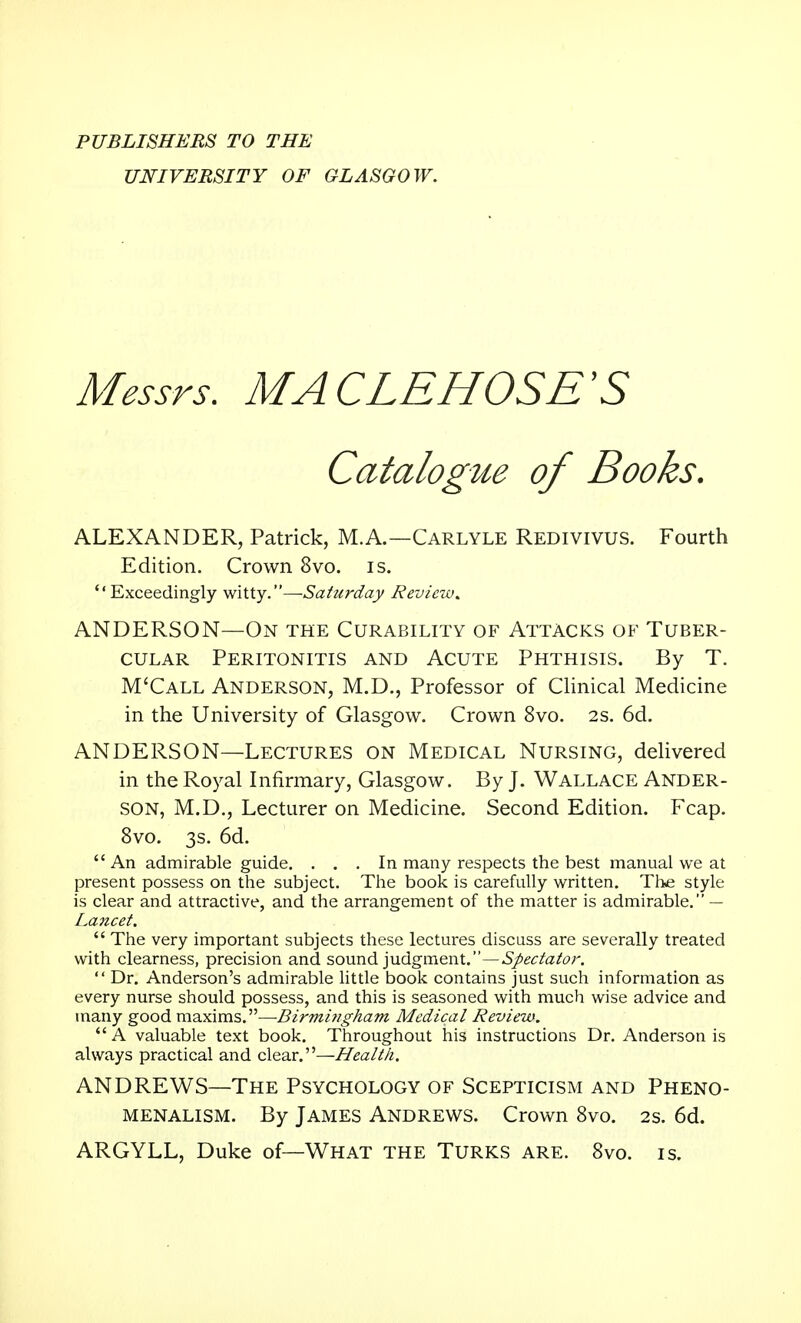 PUBLISHERS TO THE
UNIVERSITY OF GLASGOW.
Messrs. MACLEHOSE'S
Catalogue of Books.
ALEXANDER, Patrick, M.A.—CARLYLE REDIVIVUS. Fourth
Edition. Crown 8vo. 1s.
"Exceedingly witty."—Saturday Review.
ANDERSON—ON THE CURABILITY OF ATTACKS OF TUBER-
CULAR PERITONITIS AND ACUTE PHTHISIS. By T.
M‘CALL ANDERSON, M.D., Professor of Clinical Medicine
in the University of Glasgow. Crown 8vo. 2s. 6d.
ANDERSON—LECTURES ON MEDICAL NURSING, delivered
in the Royal Infirmary, Glasgow. By J. WALLACE ANDER-
SON, M.D., Lecturer on Medicine. Second Edition. Fcap.
8vo. 3s. 6d.
"An admirable guide. . . . In many respects the best manual we at
present possess on the subject. The book is carefully written. The style
is clear and attractive, and the arrangement of the matter is admirable."—
Lancet.
"The very important subjects these lectures discuss are severally treated
with clearness, precision and sound judgment."—Spectator.
"Dr. Anderson's admirable little book contains just such information as
every nurse should possess, and this is seasoned with much wise advice and
many good maxims."—Birmingham Medical Review.
"A valuable text book. Throughout his instructions Dr. Anderson is
always practical and clear."—Health.
ANDREWS—THE PSYCHOLOGY OF SCEPTICISM AND PHENO-
MENALISM. By JAMES ANDREWS. Crown 8vo. 2s. 6d.
ARGYLL, Duke of—WHAT THE TURKS ARE. 8vo. 1s.